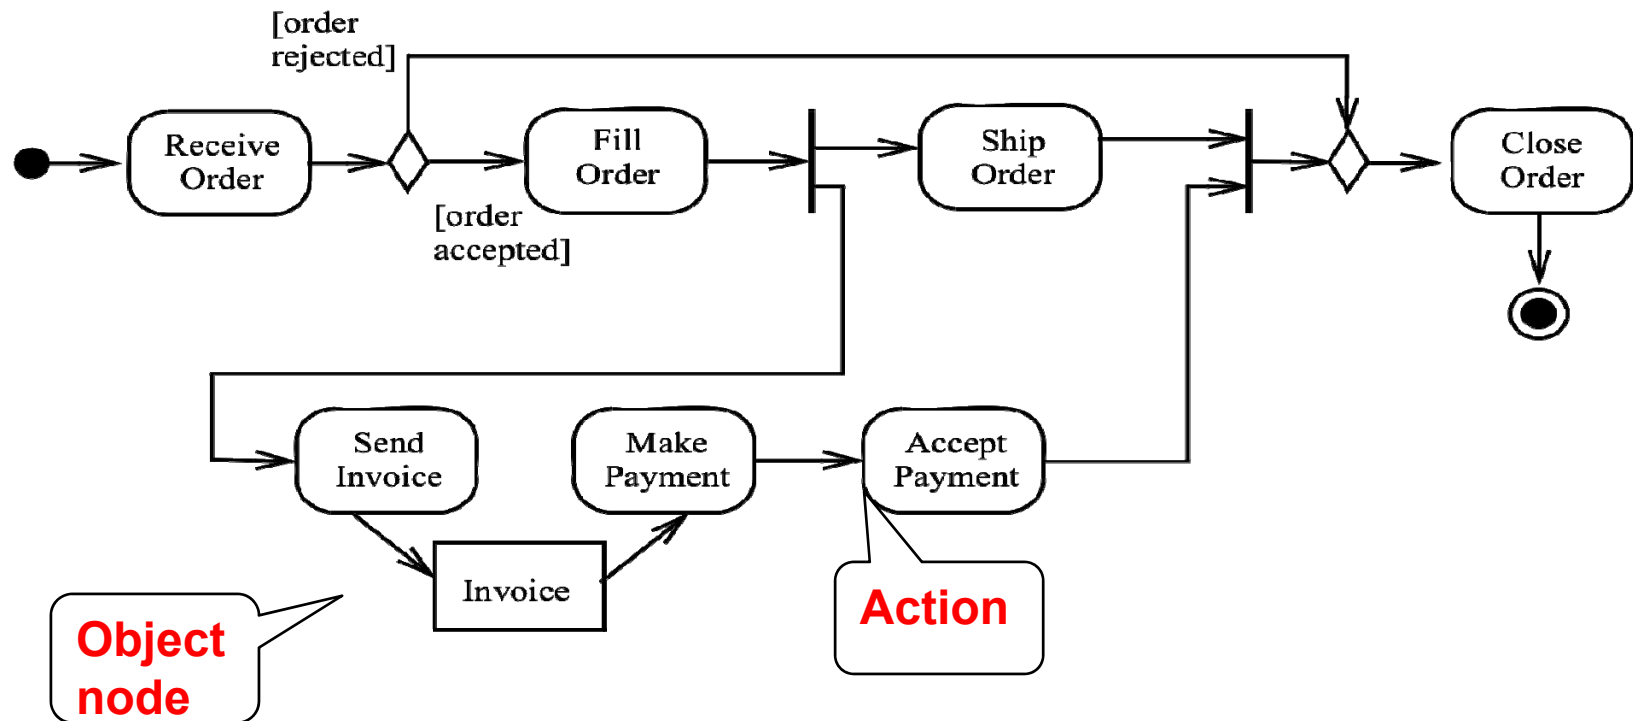 [order
rejected]
Receive
Order
[order
accepted]
Fill
Order
Ship
Order
Close
Order
Send
Invoice
Make
Payment
Accept
Payment
Invoice
Object
node
Action